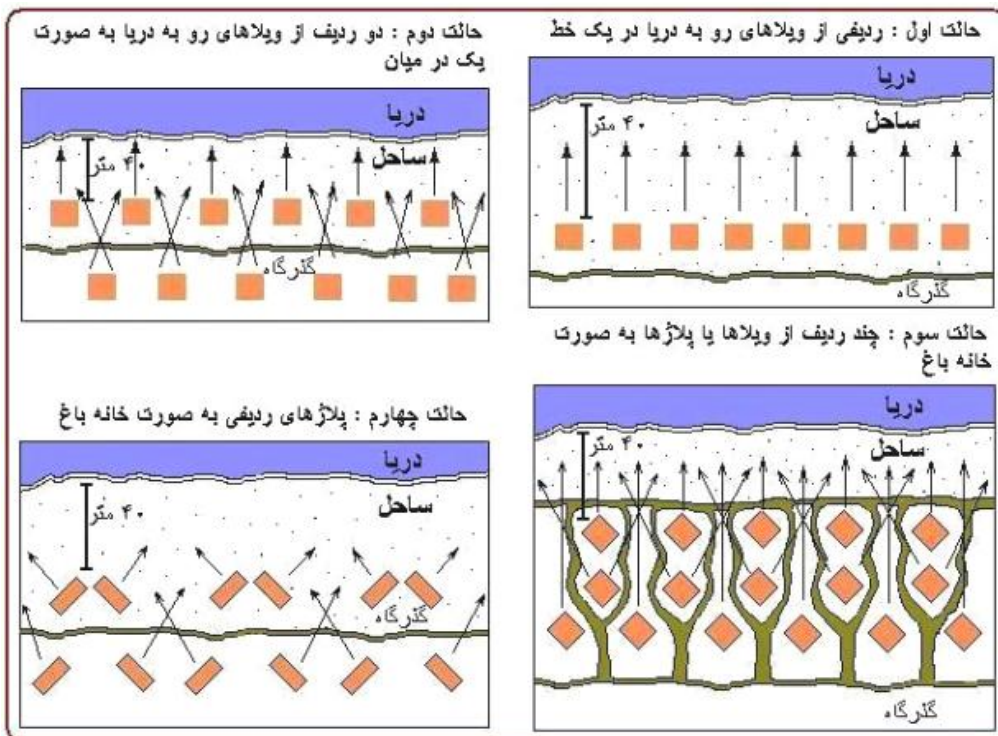 حالت اول : ردیفی از ویلاهای رو به دریا در یک خط
دریا
ساحل
۴۰ متر
گذرگاه
حالت دوم : دو ردیف از ویلاهای رو به دریا به صورت
یک در میان
دریا
ساحل
۴۰ متر
گذرگاه
حالت سوم : چند ردیف از ویلاها یا پلاژها به صورت
خانه باغ
دریا
ساحل
۴۰ متر
گذرگاه
حالت چهارم : پلاژهای ردیفی به صورت خانه باغ
دریا
ساحل
۴۰ متر
گذرگاه